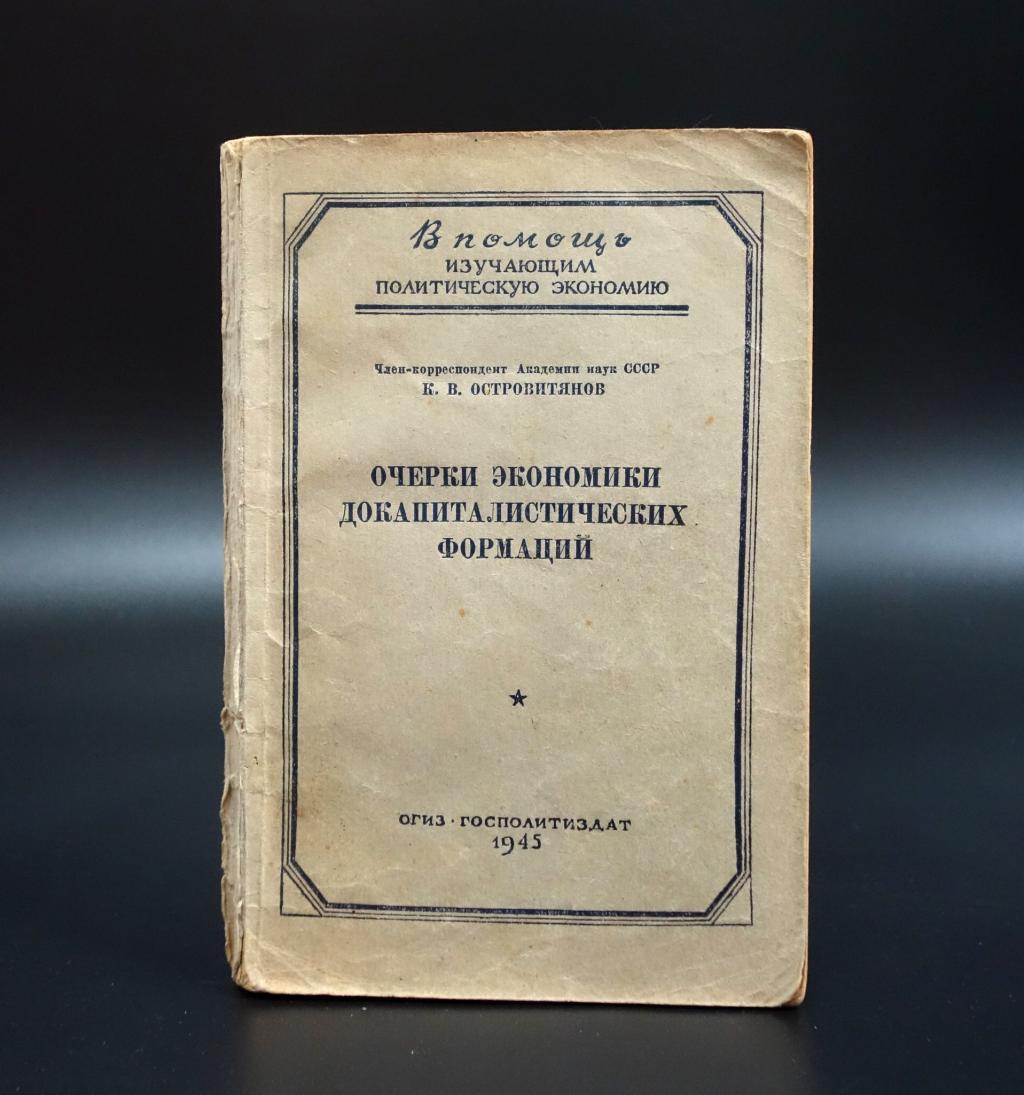 В помощь
ИЗУЧАЮЩИМ
ПОЛИТИЧЕСКУЮ ЭКОНОМИЮ
Член-корреспондент Академии наук СССР
К. В. ОСТРОВИТЯНОВ
ОЧЕРКИ ЭКОНОМИКИ
ДОКАПИТАЛИСТИЧЕСКИХ
ФОРМАЦИЙ
ОГИЗ · ГОСПОЛИТИЗДАТ
1945